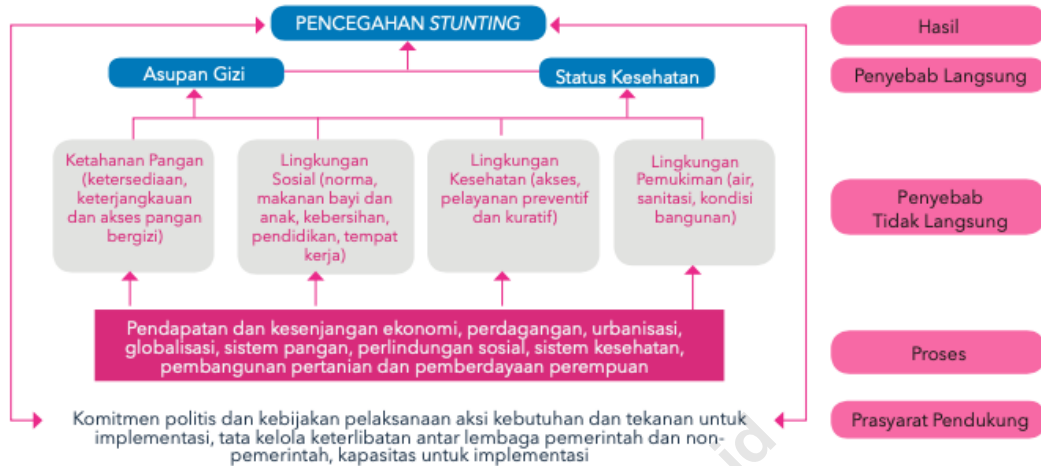 PENCEGAHAN STUNTING
Hasil
Asupan Gizi
Status Kesehatan
Penyebab Langsung
Ketahanan Pangan
(ketersediaan,
keterjangkauan
dan akses pangan
bergizi)
Lingkungan
Sosial (norma,
makanan bayi dan
anak, kebersihan,
pendidikan, tempat
kerja)
Lingkungan
Kesehatan (akses,
pelayanan preventif
dan kuratif)
Lingkungan
Pemukiman (air,
sanitasi, kondisi
bangunan)
Penyebab
Tidak Langsung
Pendapatan dan kesenjangan ekonomi, perdagangan, urbanisasi,
globalisasi, sistem pangan, perlindungan sosial, sistem kesehatan,
pembangunan pertanian dan pemberdayaan perempuan
Proses
Komitmen politis dan kebijakan pelaksanaan aksi kebutuhan dan tekanan untuk
implementasi, tata kelola keterlibatan antar lembaga pemerintah dan non-
pemerintah, kapasitas untuk implementasi
Prasyarat Pendukung
id